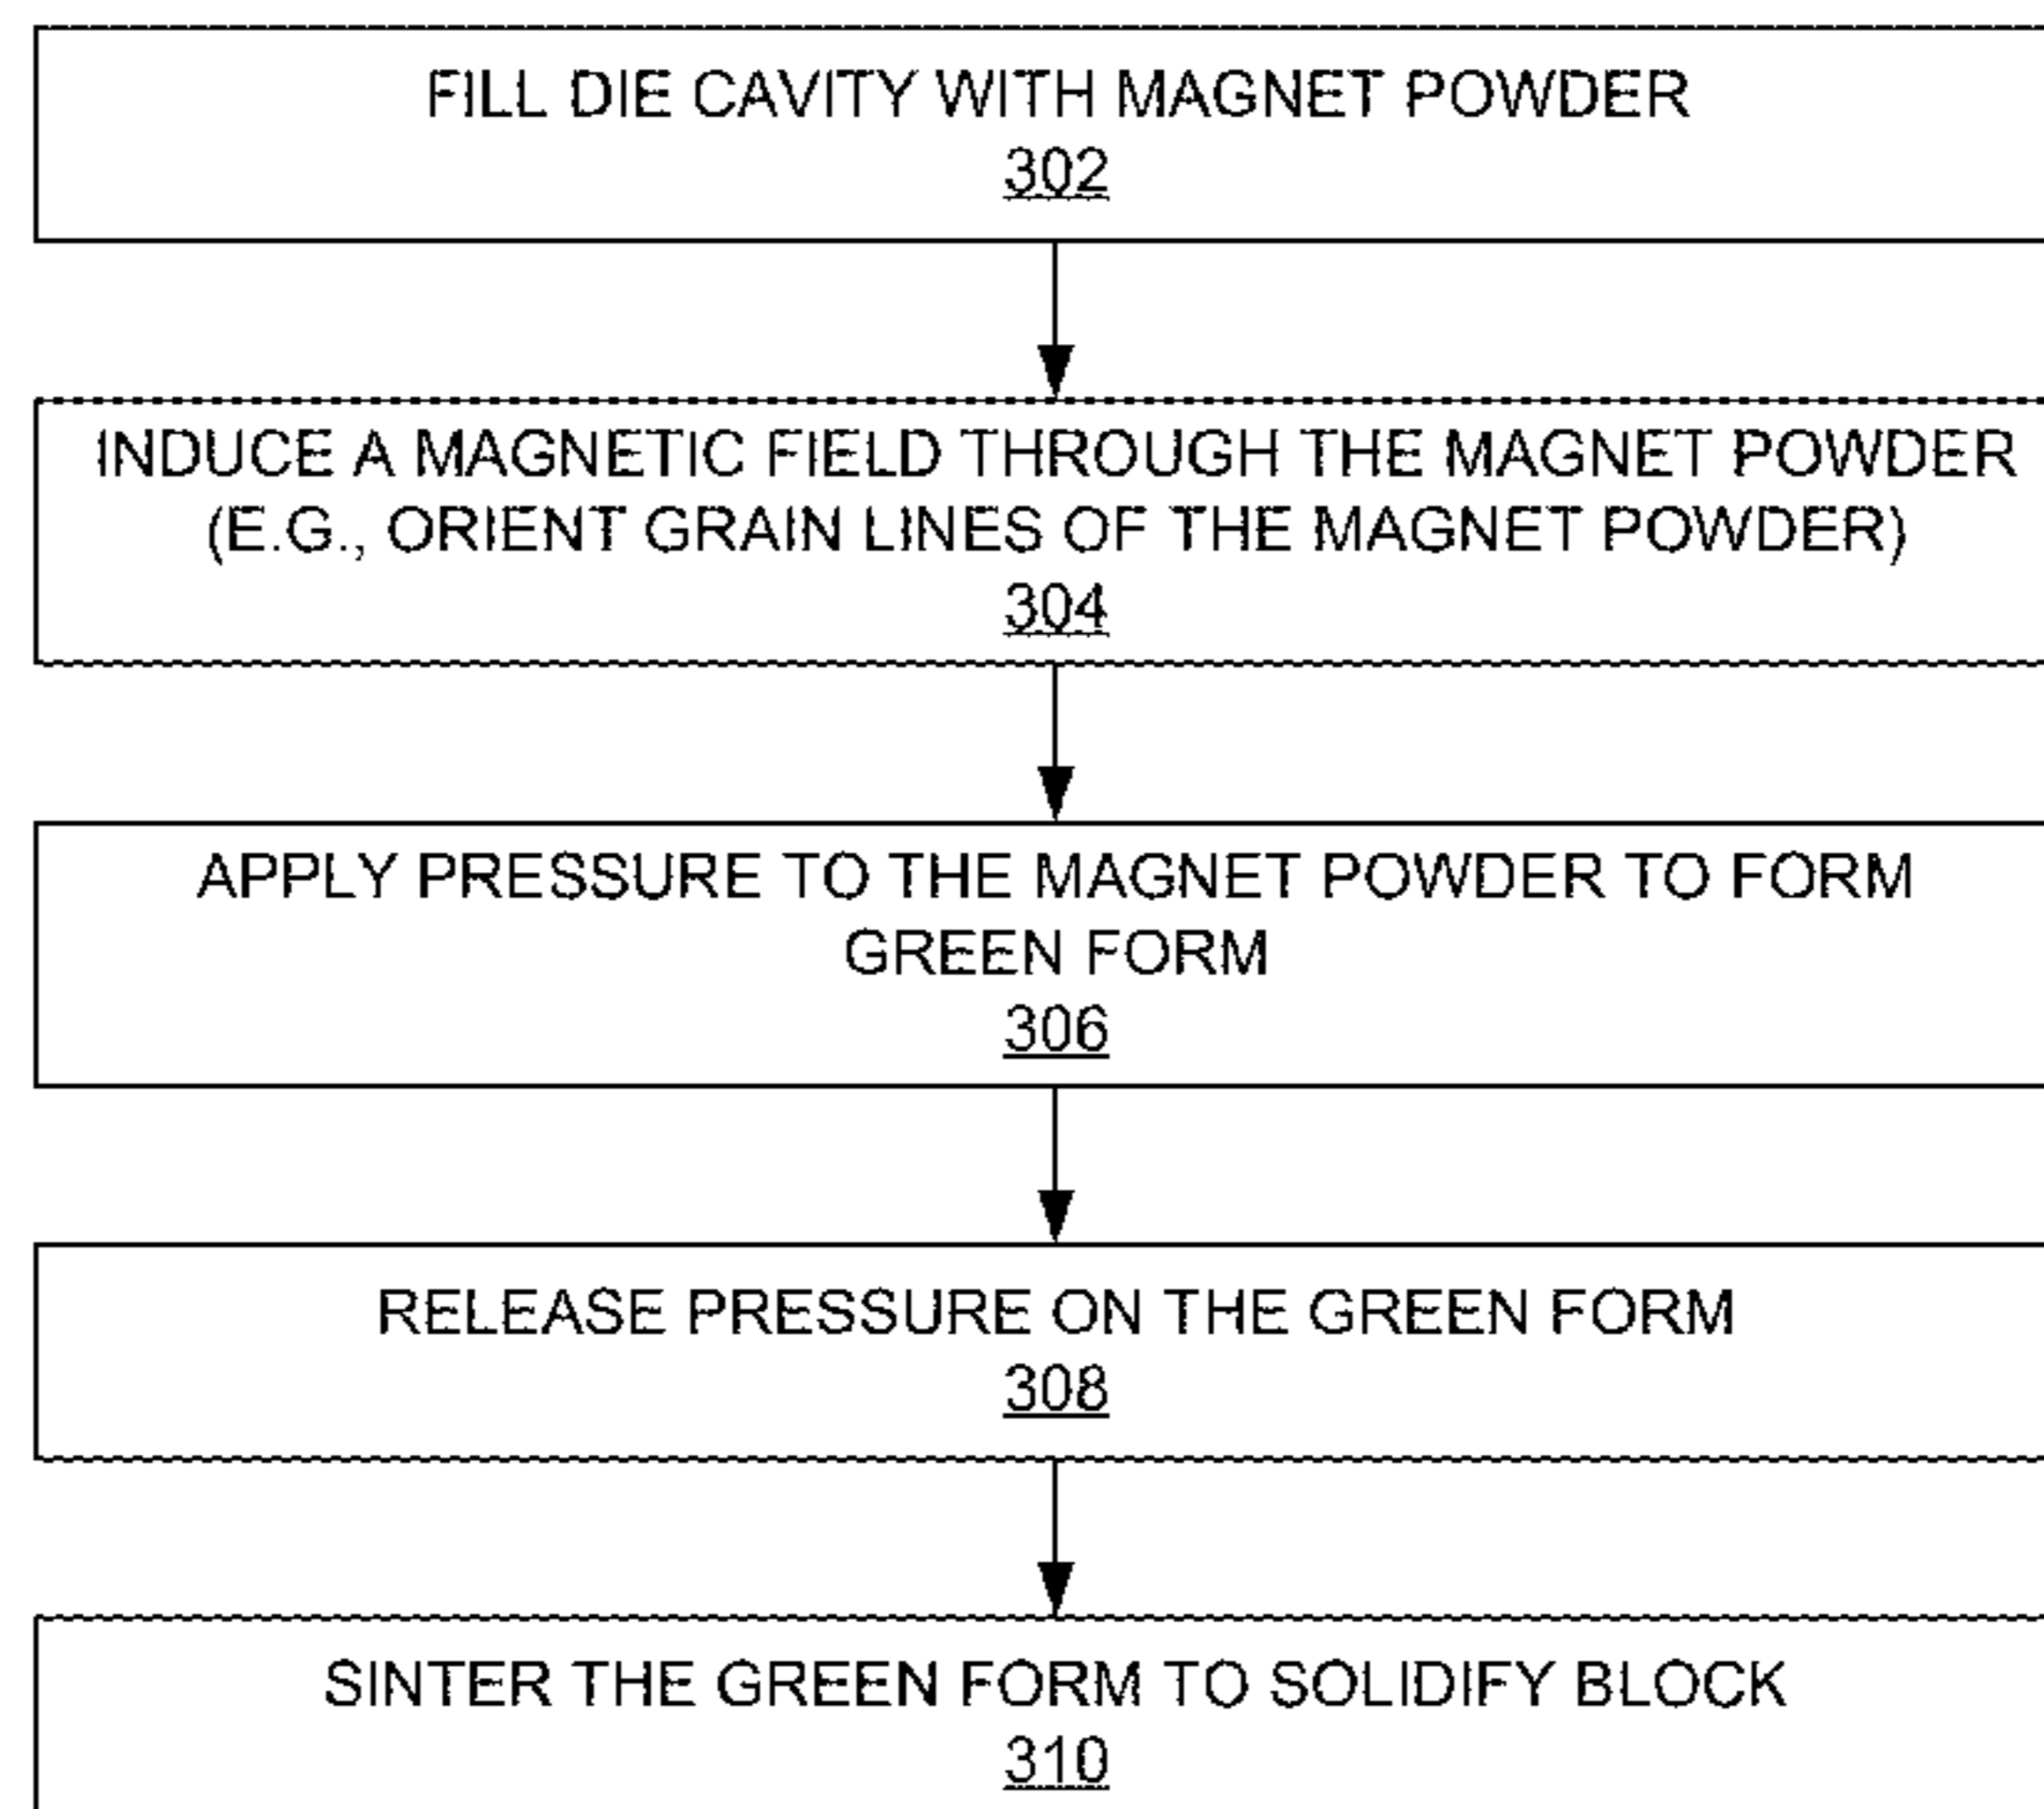 FILL DIE CAVITY WITH MAGNET POWDER
302
INDUCE A MAGNETIC FIELD THROUGH THE MAGNET POWDER
(E.G., ORIENT GRAIN LINES OF THE MAGNET POWDER)
304
APPLY PRESSURE TO THE MAGNET POWDER TO FORM
GREEN FORM
306
RELEASE PRESSURE ON THE GREEN FORM
308
SINTER THE GREEN FORM TO SOLIDIFY BLOCK
310